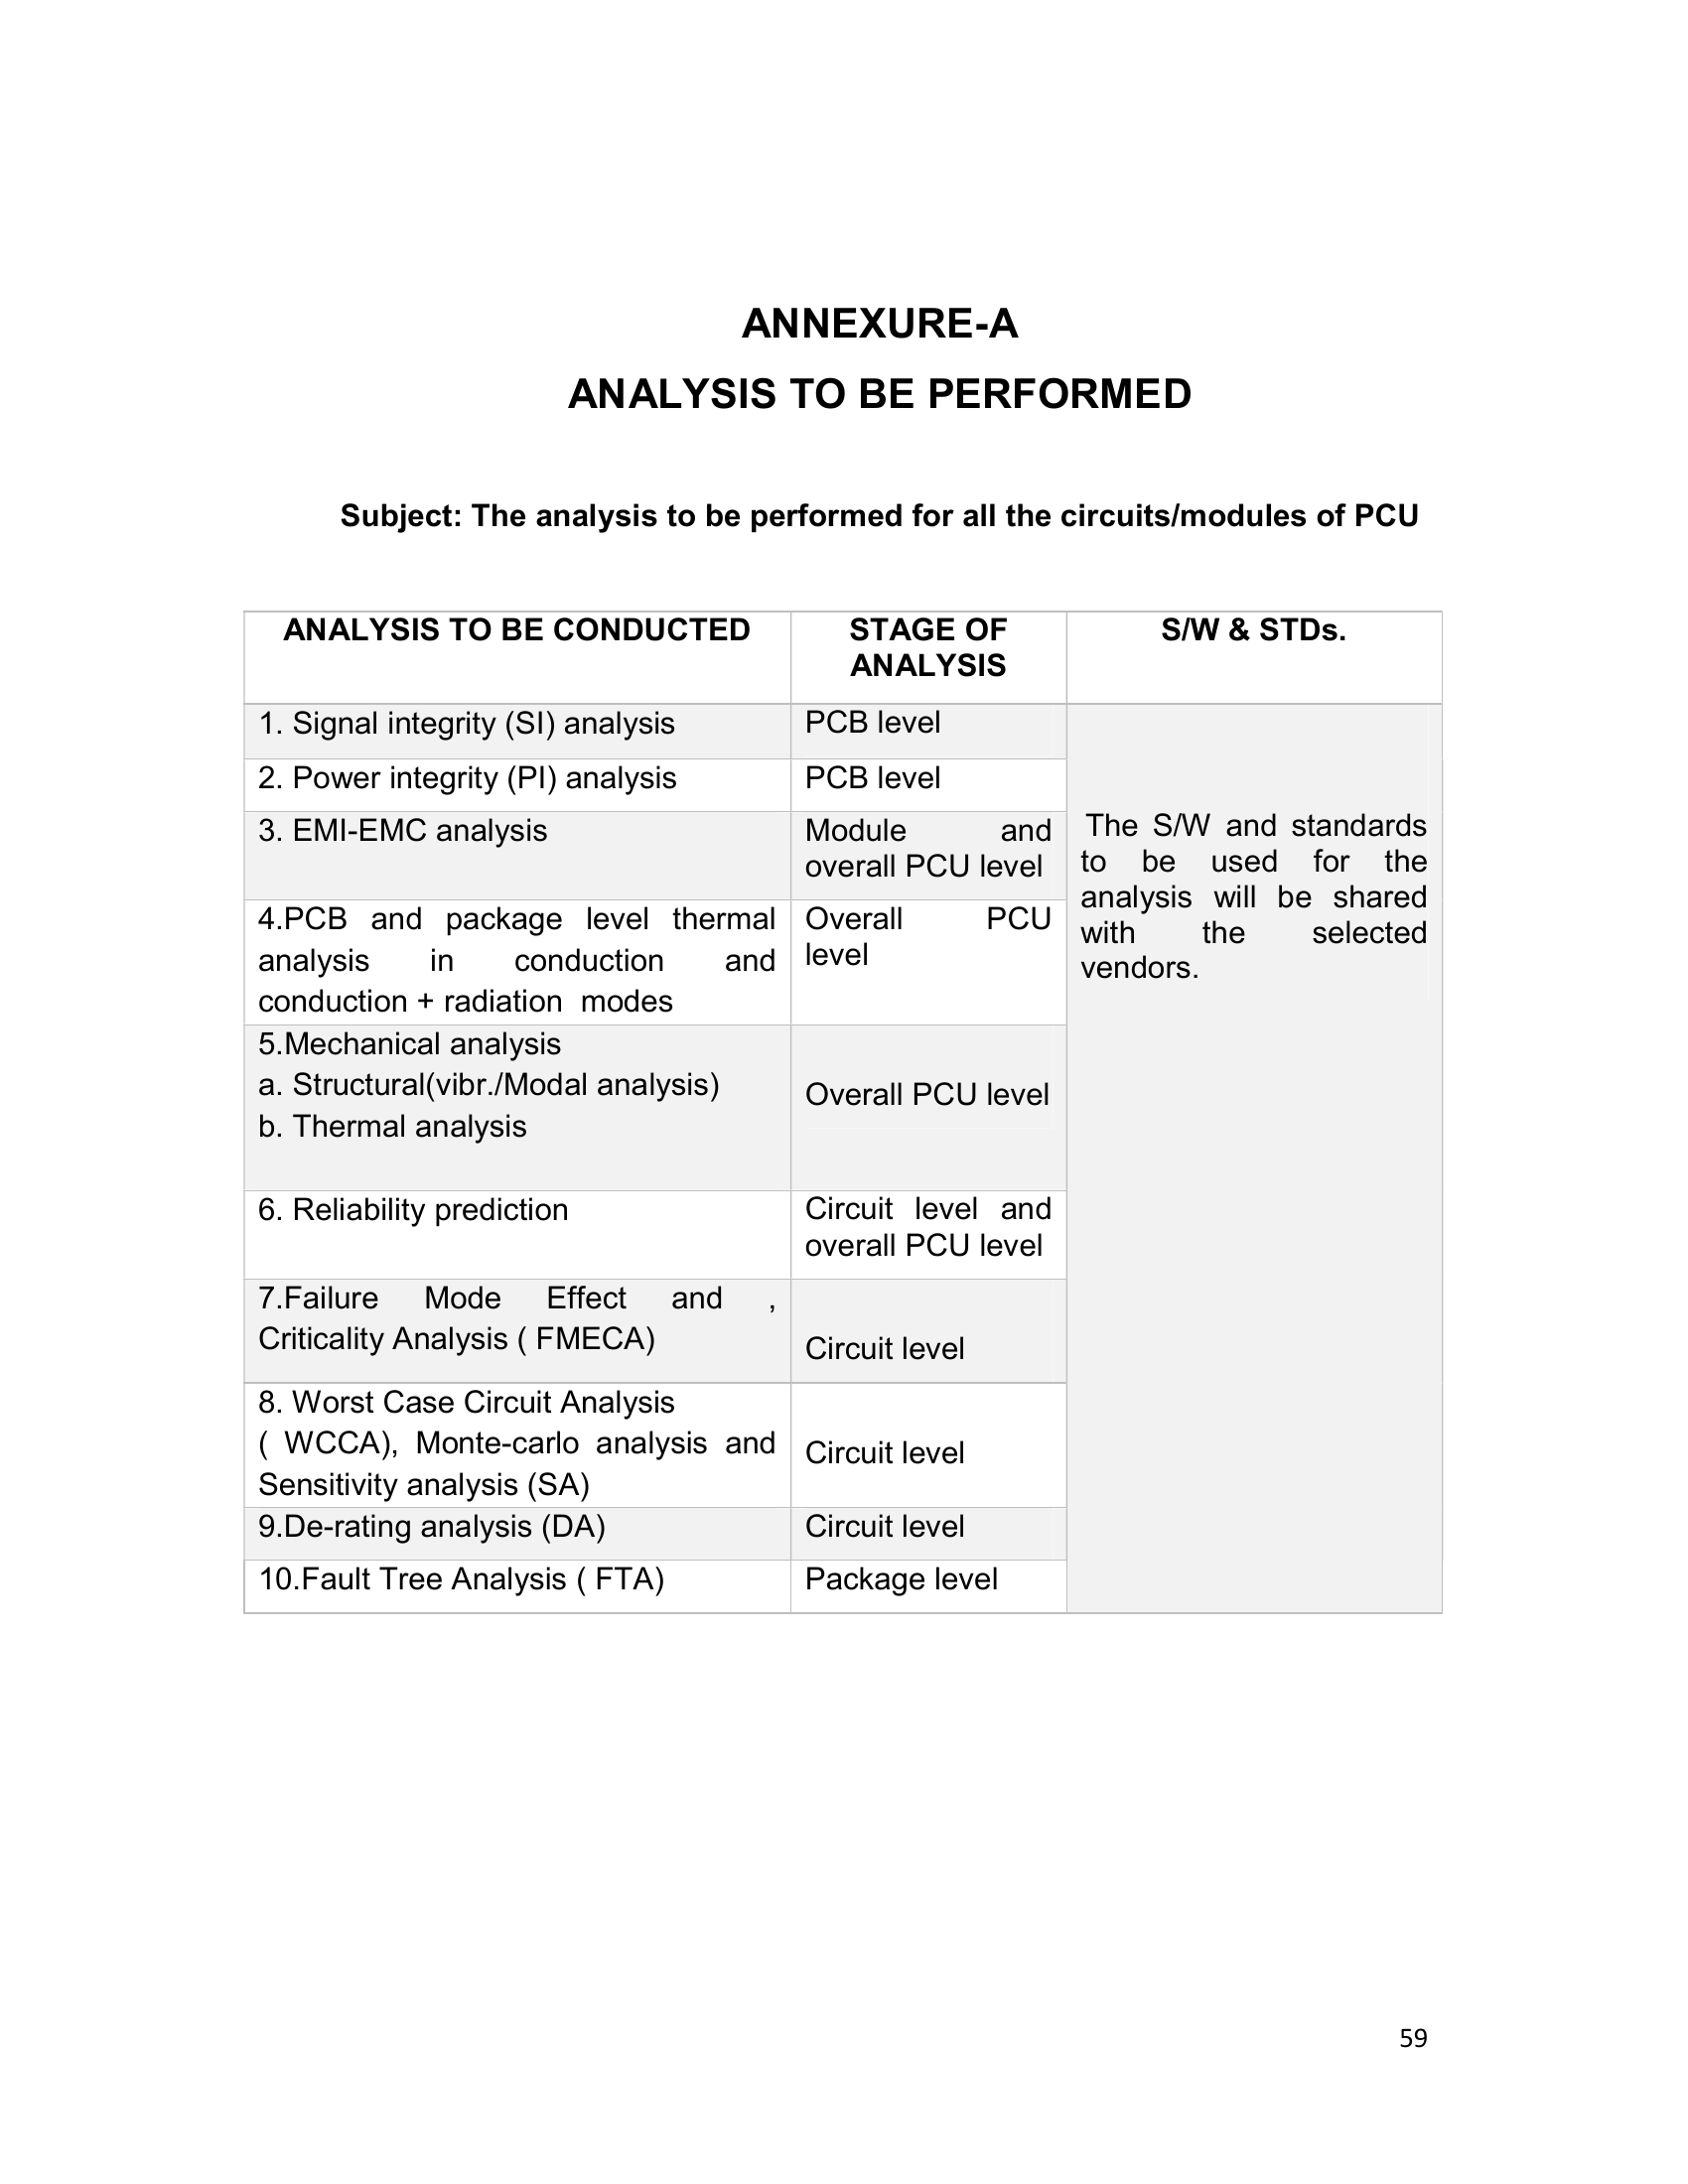 ANNEXURE-A
ANALYSIS TO BE PERFORMED
Subject: The analysis to be performed for all the circuits/modules of PCU
ANALYSIS TO BE CONDUCTED
STAGE OF
ANALYSIS
S/W & STDs.
1. Signal integrity (SI) analysis
PCB level
2. Power integrity (PI) analysis
PCB level
3. EMI-EMC analysis
Module and
overall PCU level
4.PCB and package level thermal
analysis in conduction and
conduction + radiation modes
Overall PCU
level
5.Mechanical analysis
a. Structural(vibr./Modal analysis)
b. Thermal analysis
Overall PCU level
6. Reliability prediction
Circuit level and
overall PCU level
7.Failure Mode Effect and ,
Criticality Analysis ( FMECA)
Circuit level
8. Worst Case Circuit Analysis
( WCCA), Monte-carlo analysis and
Sensitivity analysis (SA)
Circuit level
9.De-rating analysis (DA)
Circuit level
10.Fault Tree Analysis ( FTA)
Package level
The S/W and standards
to be used for the
analysis will be shared
with the selected
vendors.
59